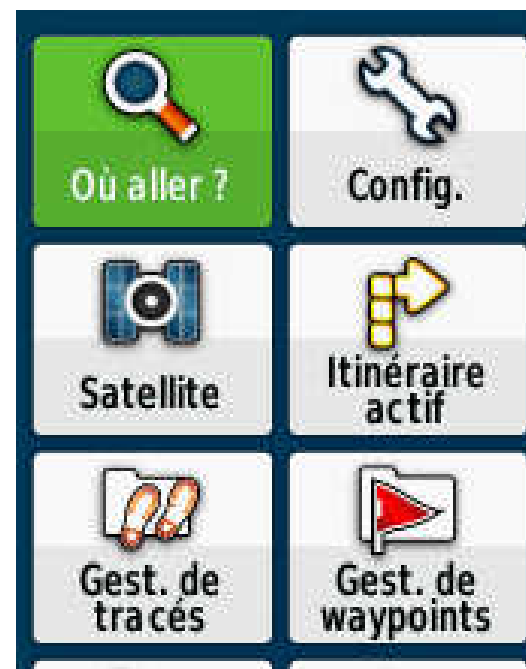 Où aller ?
Config.
Satellite
Itinéraire
actif
Gest. de
tracés
Gest. de
waypoints